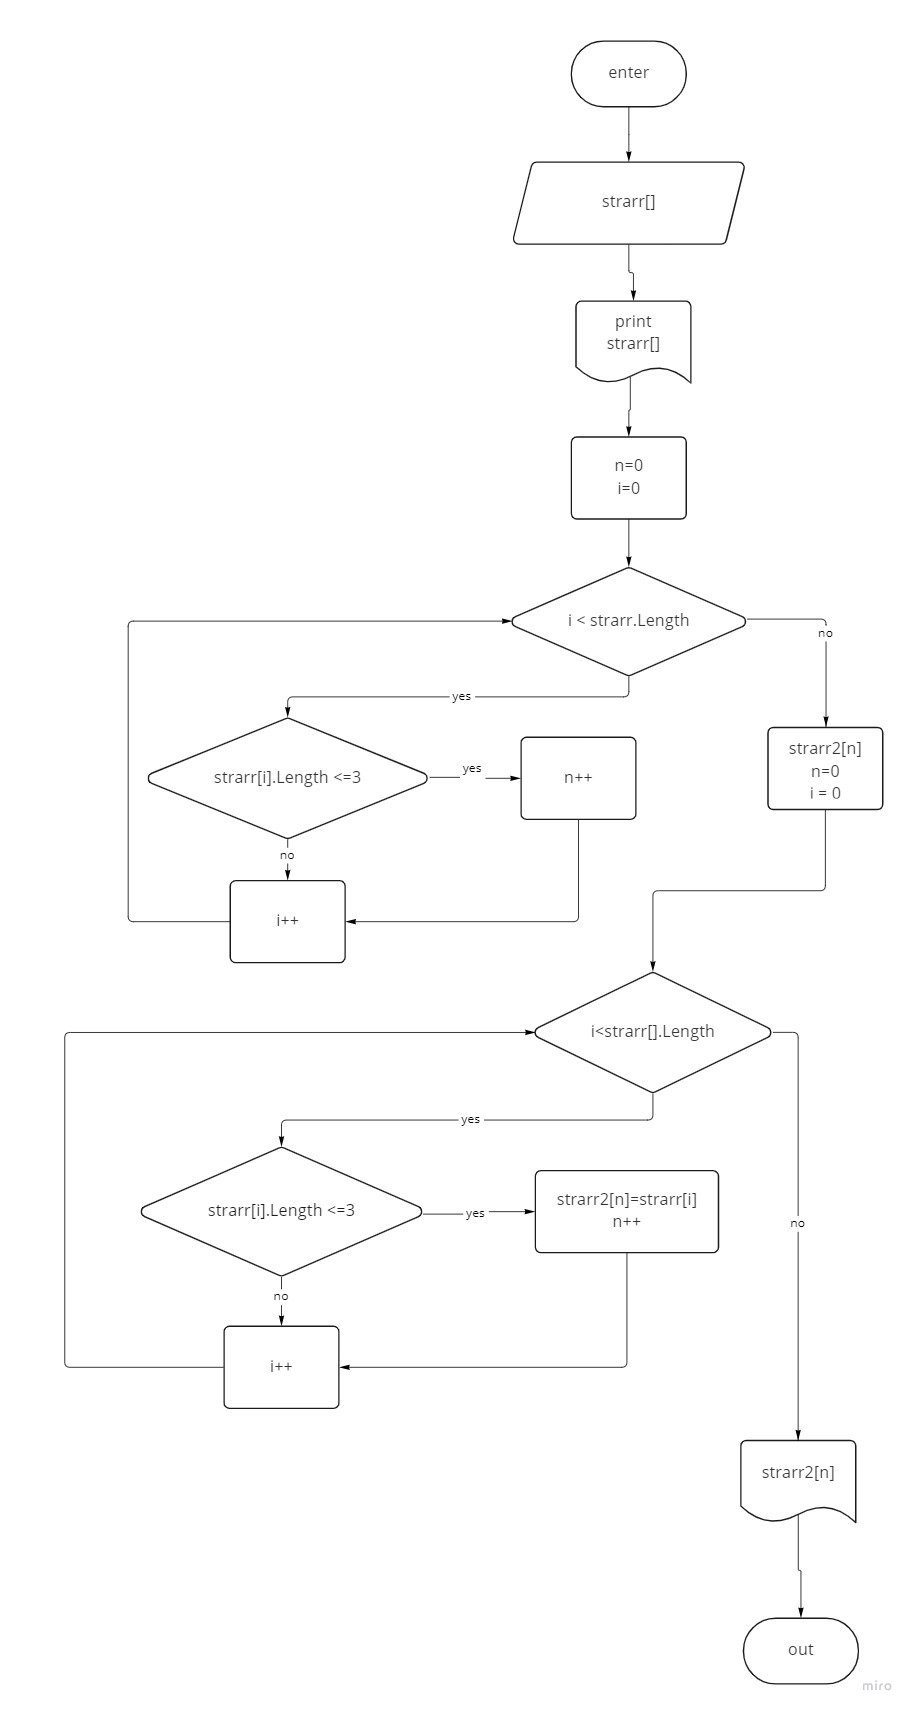 enter
strarr[]
print
strarr[]
n=0
i=0
i < strarr.Length
no
yes
strarr[i].Length <=3
yes
n++
strarr2[n]
n=0
i = 0
no
i++
i<strarr[].Length
yes
strarr[i].Length <=3
yes
strarr2[n]=strarr[i]
n++
no
no
i++
strarr2[n]
out
miro